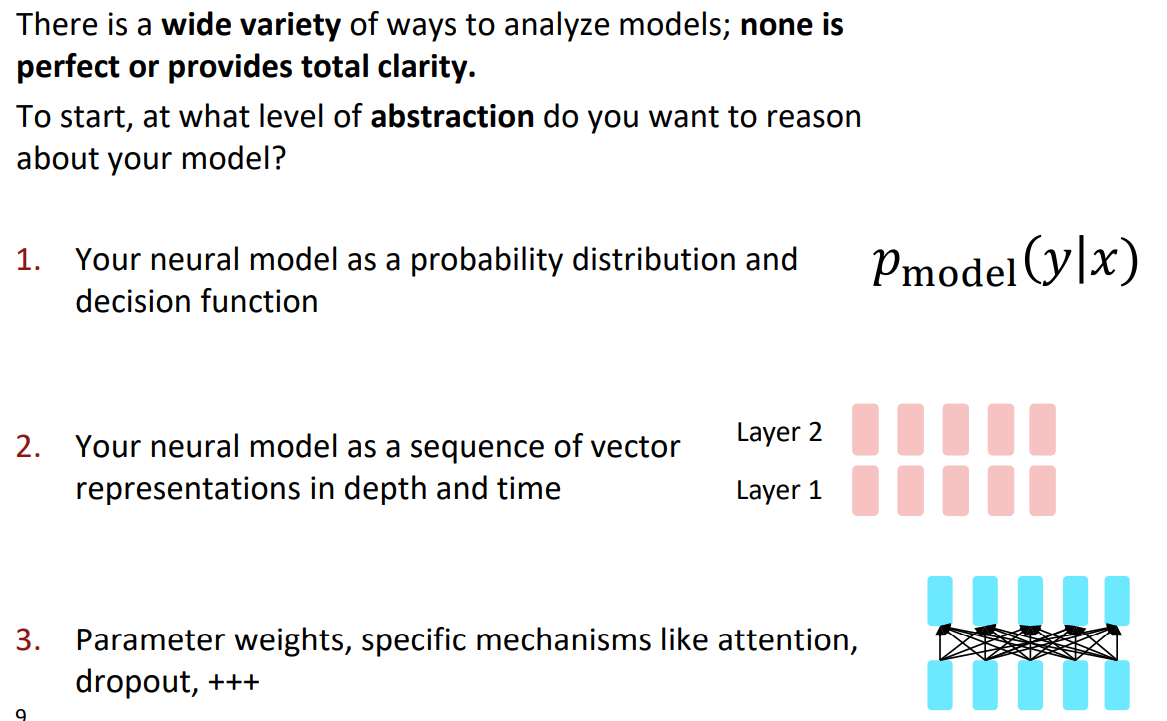 There is a wide variety of ways to analyze models; none is
perfect or provides total clarity.
To start, at what level of abstraction do you want to reason
about your model?
1. Your neural model as a probability distribution and
decision function
p_model(y|x)
2. Your neural model as a sequence of vector
representations in depth and time
Layer 2
Layer 1
3. Parameter weights, specific mechanisms like attention,
dropout, +++
9